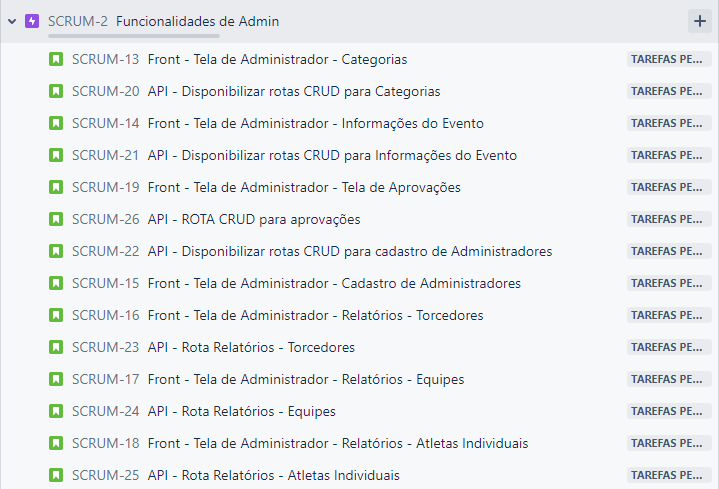 SCRUM-2 Funcionalidades de Admin
SCRUM-13 Front - Tela de Administrador - Categorias TAREFAS PE...
SCRUM-20 API - Disponibilizar rotas CRUD para Categorias TAREFAS PE...
SCRUM-14 Front - Tela de Administrador - Informações do Evento TAREFAS PE...
SCRUM-21 API - Disponibilizar rotas CRUD para Informações do Evento TAREFAS PE...
SCRUM-19 Front - Tela de Administrador - Tela de Aprovações TAREFAS PE...
SCRUM-26 API - ROTA CRUD para aprovações TAREFAS PE...
SCRUM-22 API - Disponibilizar rotas CRUD para cadastro de Administradores TAREFAS PE...
SCRUM-15 Front - Tela de Administrador - Cadastro de Administradores TAREFAS PE...
SCRUM-16 Front - Tela de Administrador - Relatórios - Torcedores TAREFAS PE...
SCRUM-23 API - Rota Relatórios - Torcedores TAREFAS PE...
SCRUM-17 Front - Tela de Administrador - Relatórios - Equipes TAREFAS PE...
SCRUM-24 API - Rota Relatórios - Equipes TAREFAS PE...
SCRUM-18 Front - Tela de Administrador - Relatórios - Atletas Individuais TAREFAS PE...
SCRUM-25 API - Rota Relatórios - Atletas Individuais TAREFAS PE...